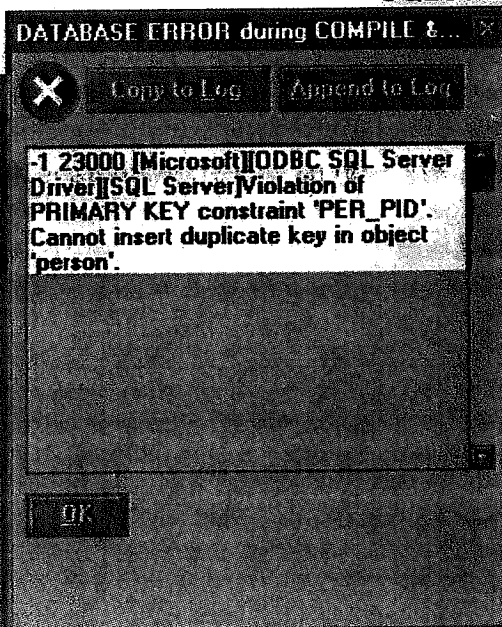 DATABASE ERROR during COMPILE &...
Copy to Log
Append to Log
-1 23000 [Microsoft][ODBC SQL Server
Driver][SQL Server]Violation of
PRIMARY KEY constraint 'PER_PID'.
Cannot insert duplicate key in object
'person'.
OK